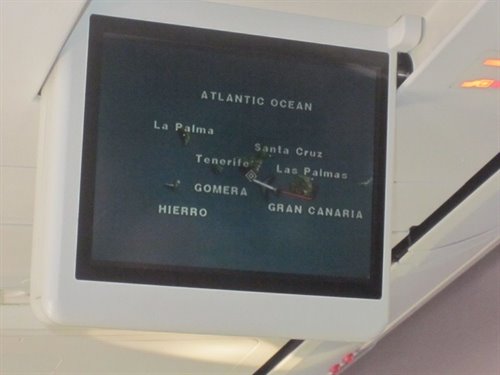 ATLANTIC OCEAN
La Palma
Santa Cruz
Tenerife
Las Palmas
GOMERA
HIERRO
GRAN CANARIA